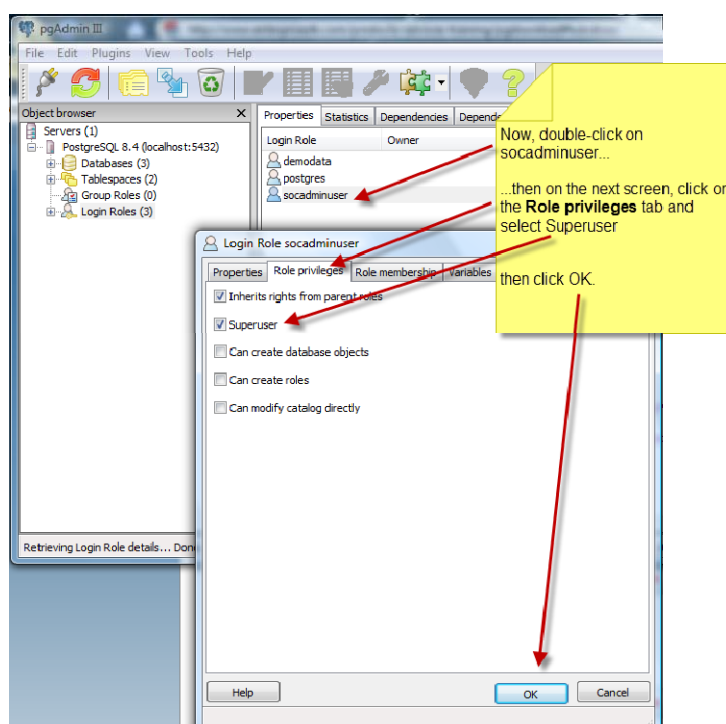 pgAdmin III
File Edit Plugins View Tools Help
Object browser X
Servers (1)
PostgreSQL 8.4 (localhost:5432)
Databases (3)
Tablespaces (2)
Group Roles (0)
Login Roles (3)
Properties Statistics Dependencies Depende
Login Role Owner
demodata
postgres
socadminuser
Now, double-click on
socadminuser...
...then on the next screen, click on
the Role privileges tab and
select Superuser
then click OK.
Login Role socadminuser
Properties Role privileges Role membership Variables
Inherits rights from parent roles
Superuser
Can create database objects
Can create roles
Can modify catalog directly
Retrieving Login Role details... Don
Help OK Cancel